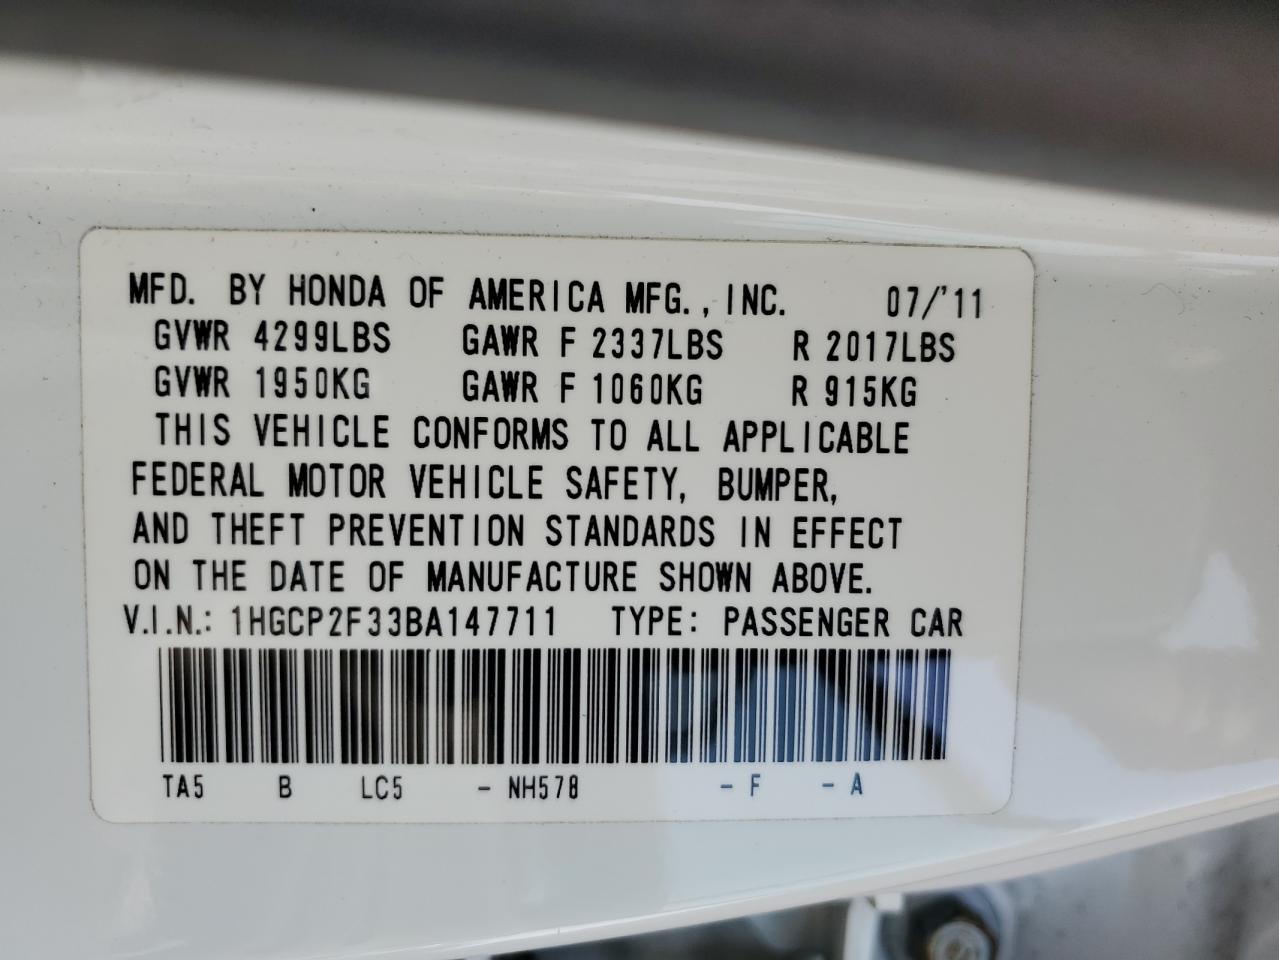 MFD. BY HONDA OF AMERICA MFG., INC. 07/'11
GVWR 4299LBS GAWR F 2337LBS R 2017LBS
GVWR 1950KG GAWR F 1060KG R 915KG
THIS VEHICLE CONFORMS TO ALL APPLICABLE
FEDERAL MOTOR VEHICLE SAFETY, BUMPER,
AND THEFT PREVENTION STANDARDS IN EFFECT
ON THE DATE OF MANUFACTURE SHOWN ABOVE.
V.I.N.: 1HGCP2F33BA147711 TYPE: PASSENGER CAR
TA5 B LC5 - NH578 - F - A